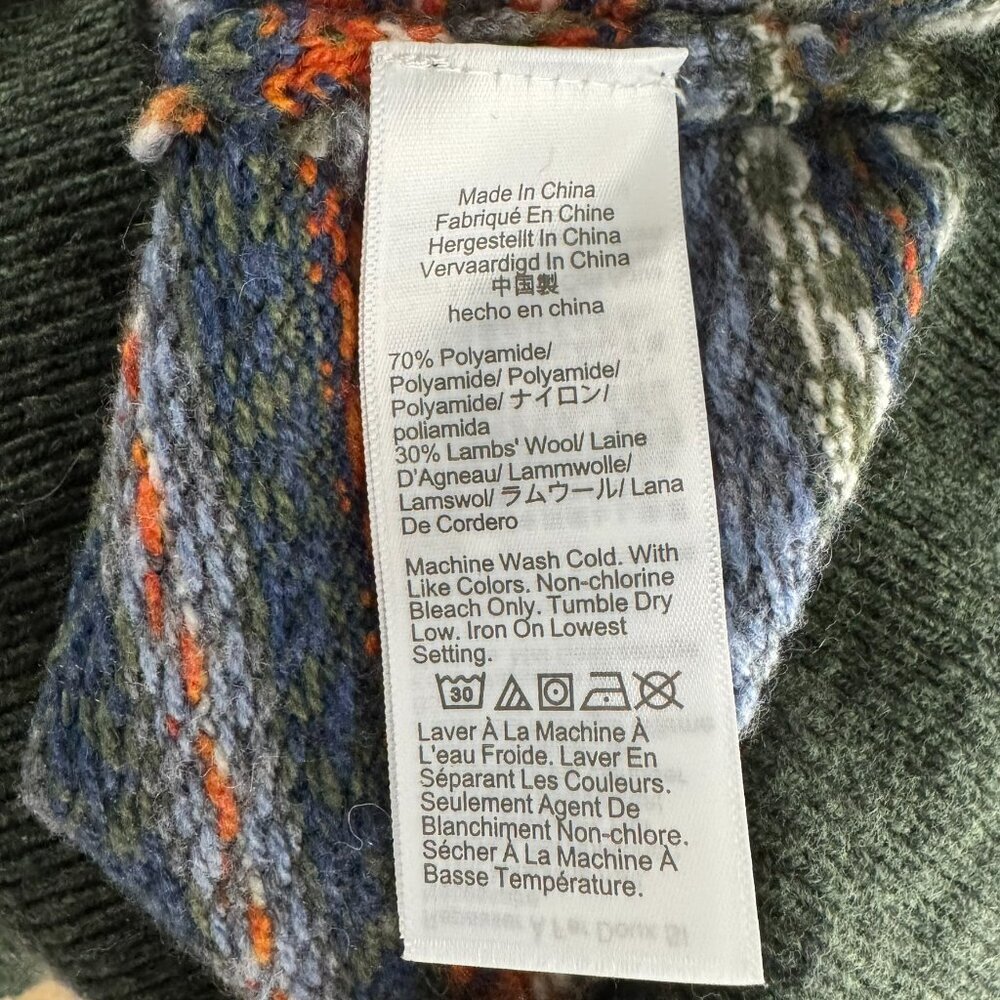 Made In China
Fabriqué En Chine
Hergestellt In China
Vervaardigd In China
中国製
hecho en china
70% Polyamide/
Polyamide/ Polyamide/
Polyamide/ ナイロン/
poliamida
30% Lambs' Wool/ Laine
D'Agneau/ Lammwolle/
Lamswol/ ラムウール/ Lana
De Cordero
Machine Wash Cold. With
Like Colors. Non-chlorine
Bleach Only. Tumble Dry
Low. Iron On Lowest
Setting.
30
Laver À La Machine À
L'eau Froide. Laver En
Séparant Les Couleurs.
Seulement Agent De
Blanchiment Non-chlore.
Sécher À La Machine À
Basse Température.